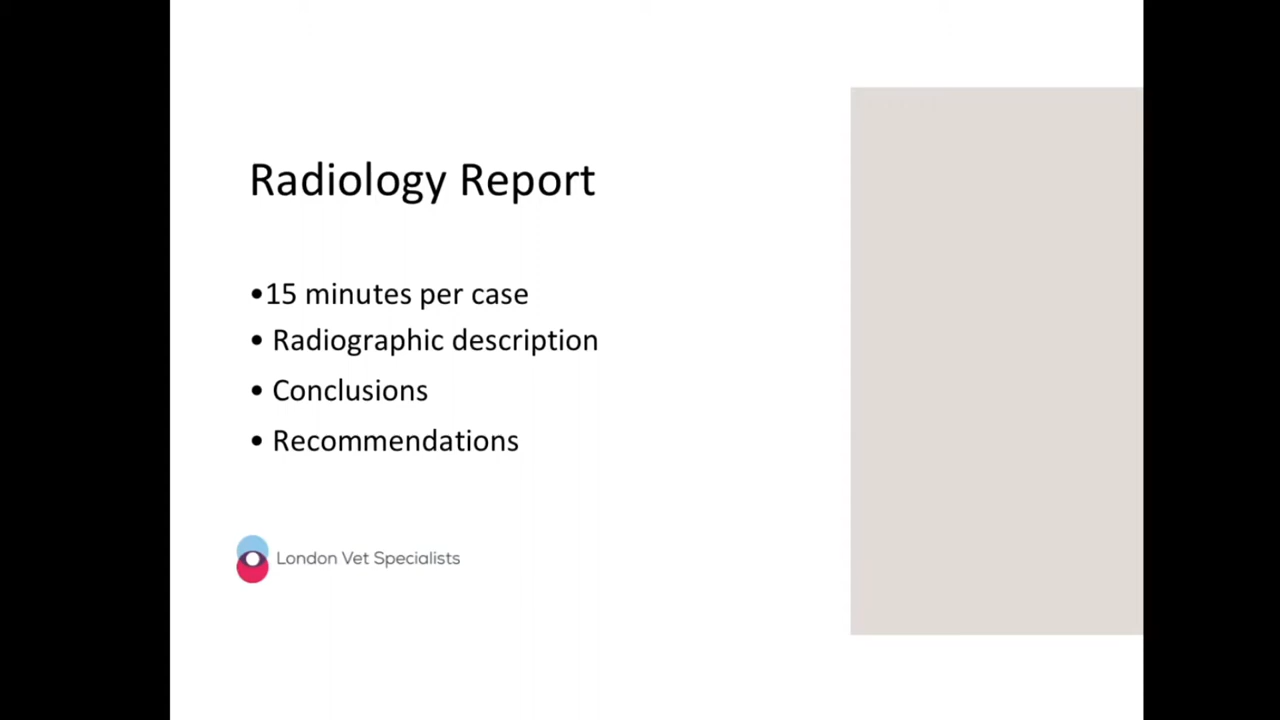 Radiology Report
•15 minutes per case
• Radiographic description
• Conclusions
• Recommendations
London Vet Specialists